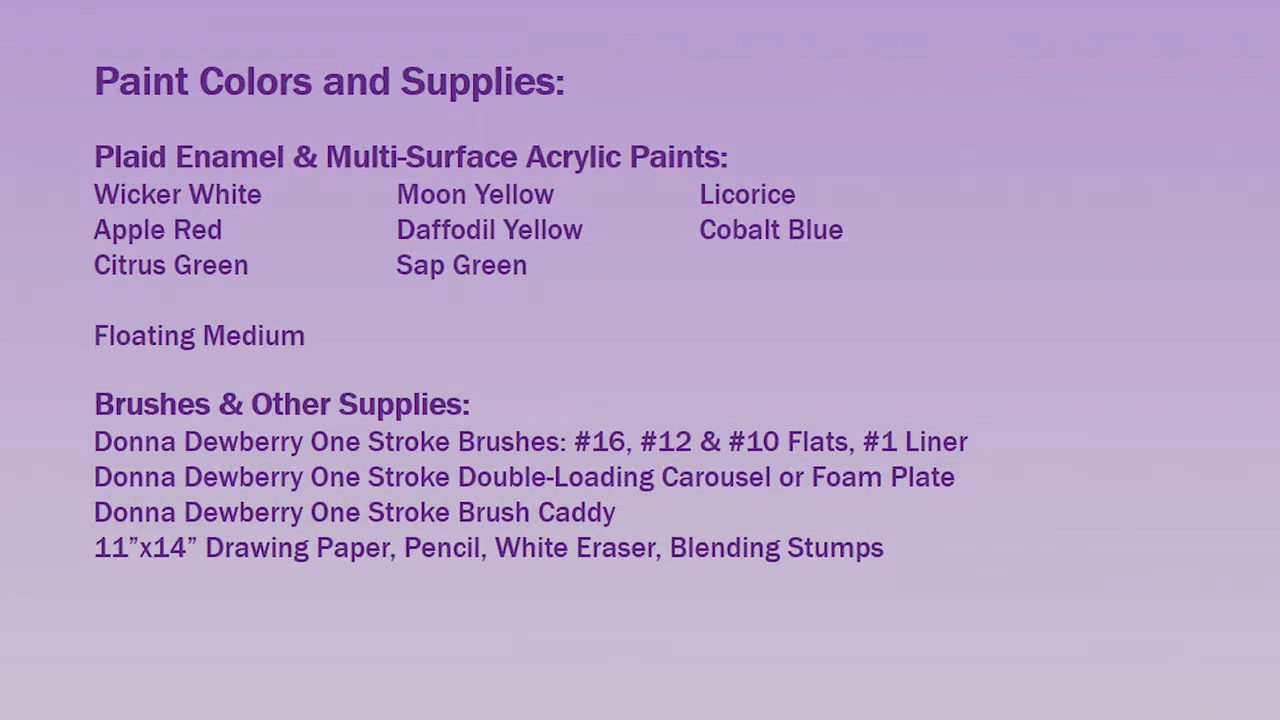 Paint Colors and Supplies:
Plaid Enamel & Multi-Surface Acrylic Paints:
Wicker White Moon Yellow Licorice
Apple Red Daffodil Yellow Cobalt Blue
Citrus Green Sap Green
Floating Medium
Brushes & Other Supplies:
Donna Dewberry One Stroke Brushes: #16, #12 & #10 Flats, #1 Liner
Donna Dewberry One Stroke Double-Loading Carousel or Foam Plate
Donna Dewberry One Stroke Brush Caddy
11”x14” Drawing Paper, Pencil, White Eraser, Blending Stumps